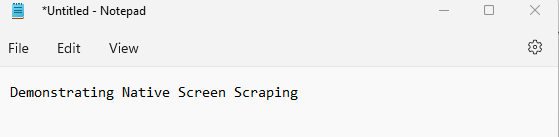 *Untitled - Notepad
File Edit View
Demonstrating Native Screen Scraping